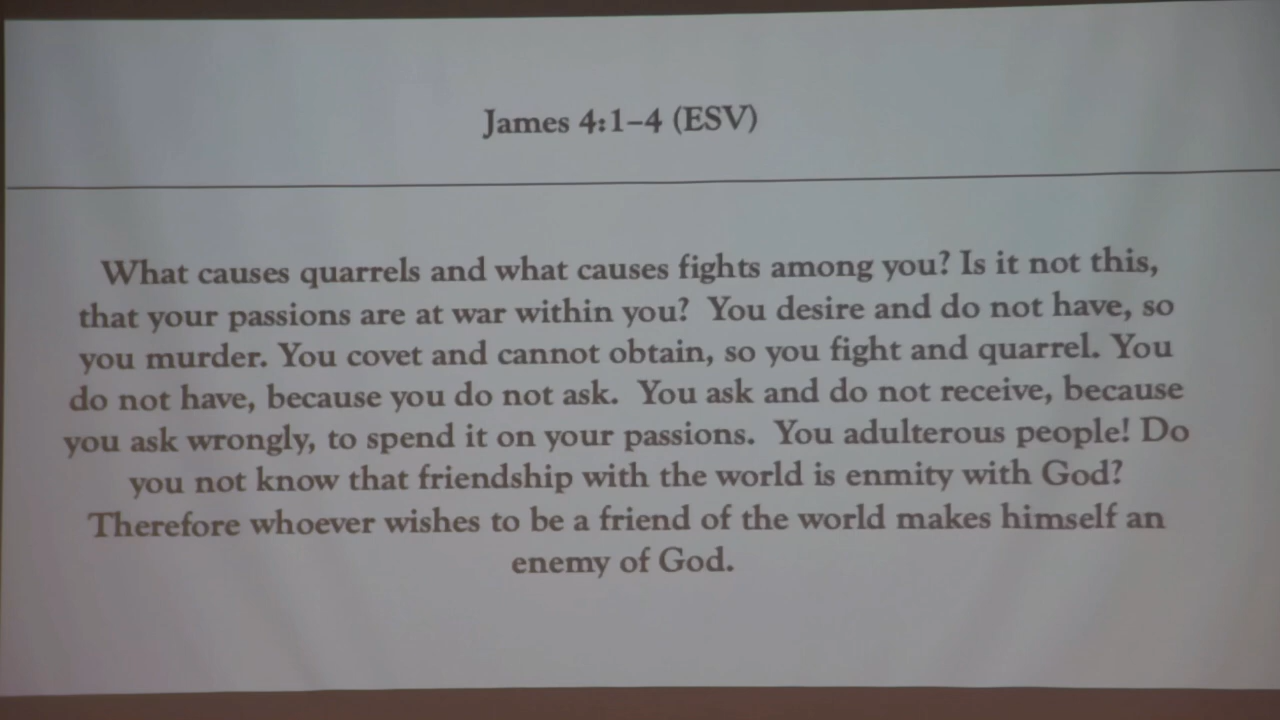 James 4:1–4 (ESV)
What causes quarrels and what causes fights among you? Is it not this,
that your passions are at war within you?  You desire and do not have, so
you murder. You covet and cannot obtain, so you fight and quarrel. You
do not have, because you do not ask.  You ask and do not receive, because
you ask wrongly, to spend it on your passions.  You adulterous people! Do
you not know that friendship with the world is enmity with God?
Therefore whoever wishes to be a friend of the world makes himself an
enemy of God.